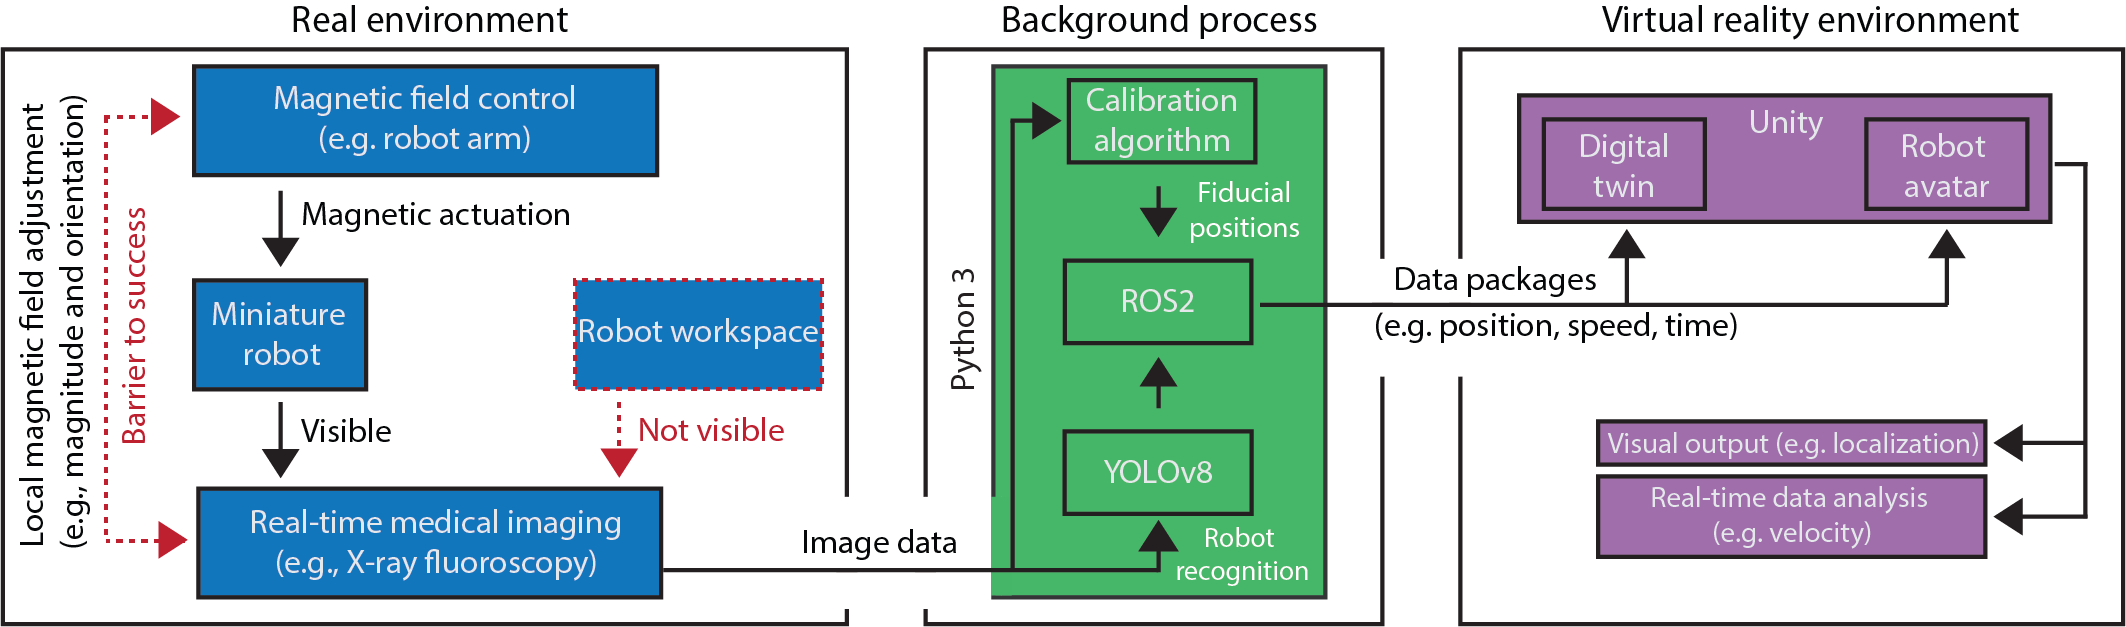 Real environment
Local magnetic field adjustment
(e.g., magnitude and orientation)
Barrier to success
Magnetic field control
(e.g. robot arm)
Magnetic actuation
Miniature
robot
Robot workspace
Visible
Not visible
Real-time medical imaging
(e.g., X-ray fluoroscopy)
Image data
Background process
Python 3
Calibration
algorithm
Fiducial
positions
ROS2
YOLOv8
Robot
recognition
Data packages
(e.g. position, speed, time)
Virtual reality environment
Unity
Digital
twin
Robot
avatar
Visual output (e.g. localization)
Real-time data analysis
(e.g. velocity)